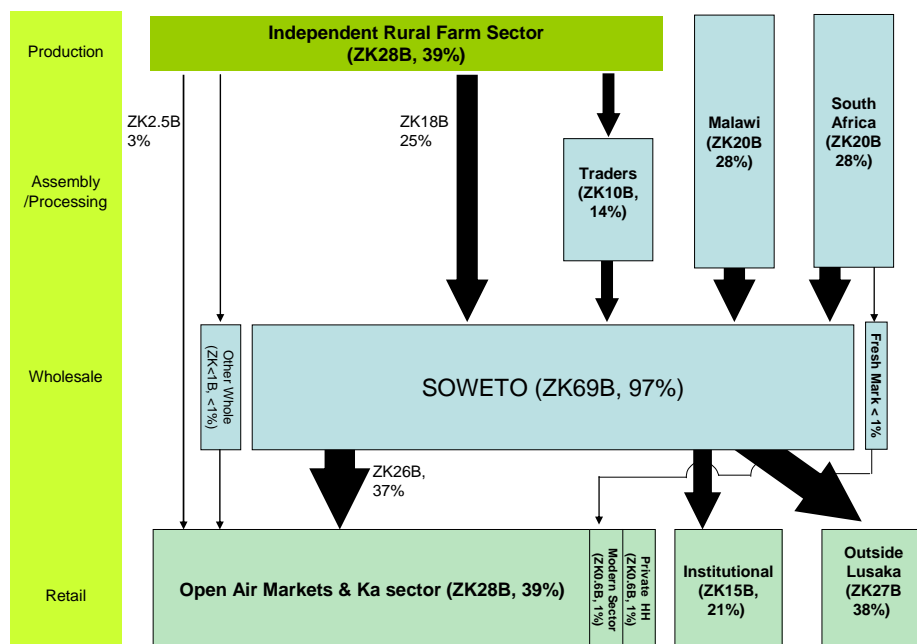 Production
Independent Rural Farm Sector
(ZK28B, 39%)
ZK2.5B
3%
ZK18B
25%
Malawi
(ZK20B
28%)
South
Africa
(ZK20B
28%)
Assembly
/Processing
Traders
(ZK10B,
14%)
Wholesale
Other Whole
(ZK<1B, <1%)
SOWETO (ZK69B, 97%)
Fresh Mark < 1%
ZK26B,
37%
Retail
Open Air Markets & Ka sector (ZK28B, 39%)
Modern Sector
(ZK0.6B, 1%)
Private HH
(ZK0.6B, 1%)
Institutional
(ZK15B,
21%)
Outside
Lusaka
(ZK27B
38%)